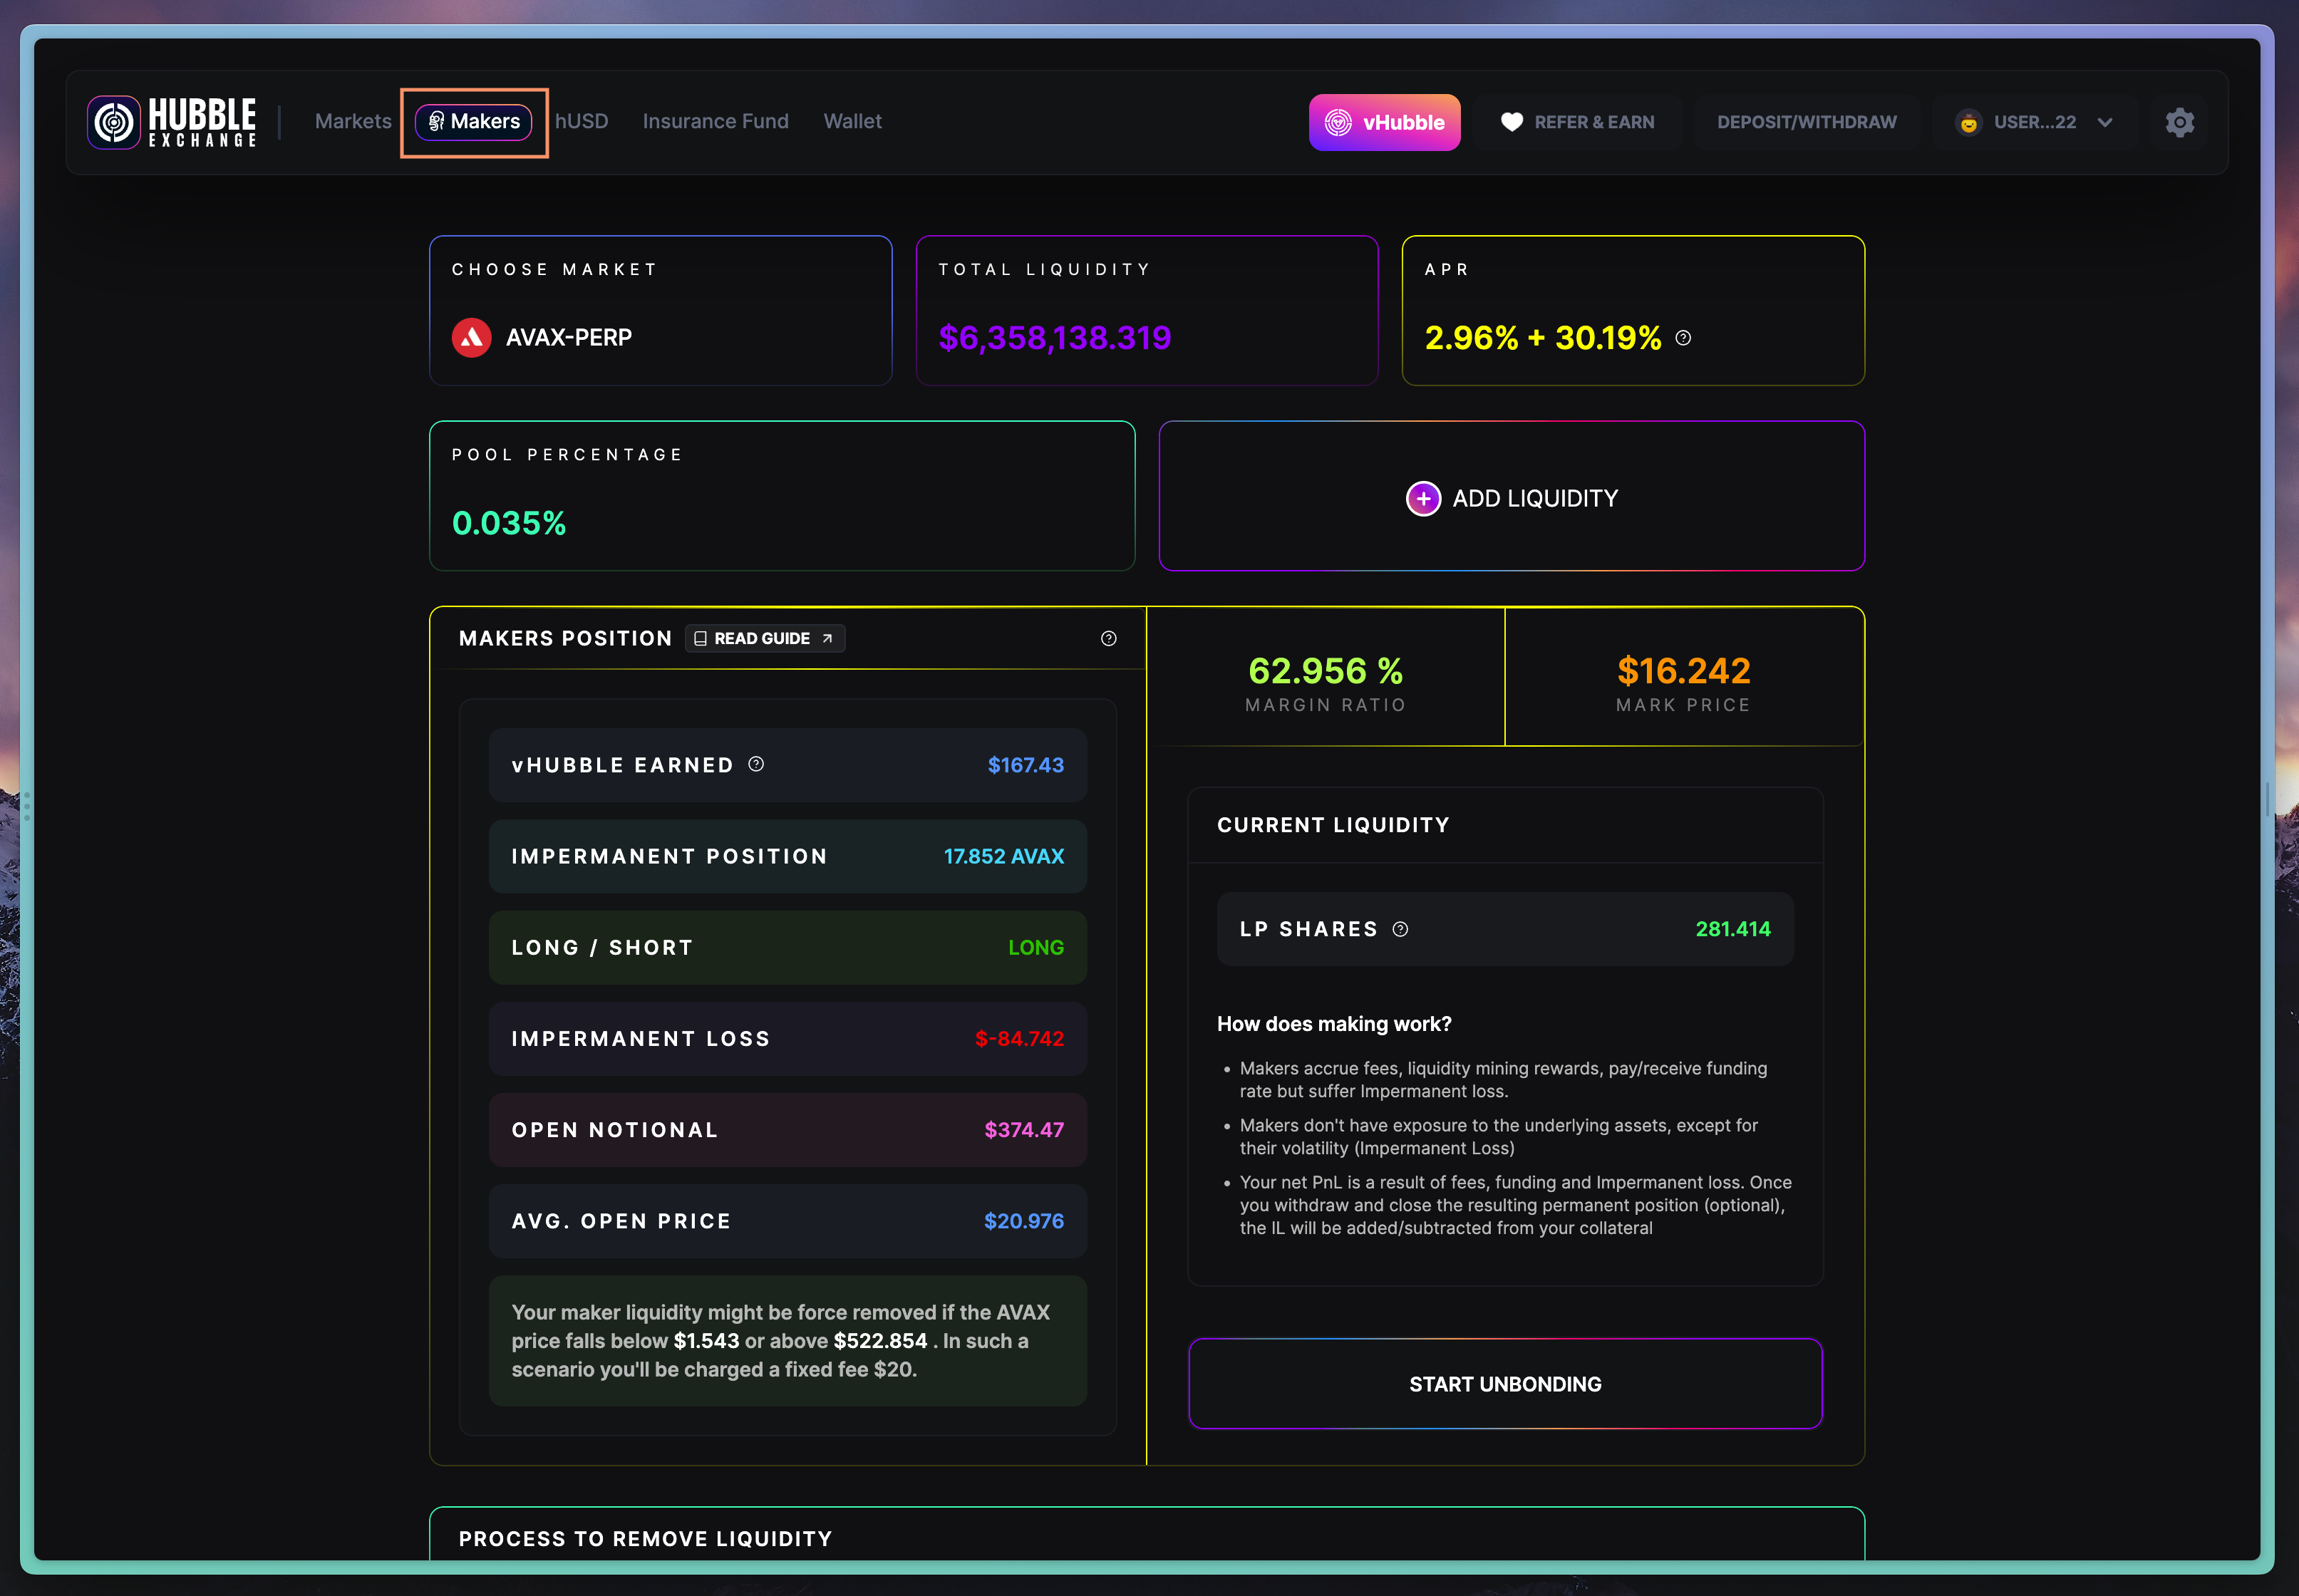 HUBBLE
EXCHANGE
Markets
Makers
hUSD
Insurance Fund
Wallet
vHubble
REFER & EARN
DEPOSIT/WITHDRAW
USER...22
CHOOSE MARKET
AVAX-PERP
TOTAL LIQUIDITY
$6,358,138.319
APR
2.96% + 30.19%
POOL PERCENTAGE
0.035%
ADD LIQUIDITY
MAKERS POSITION
READ GUIDE
vHUBBLE EARNED
$167.43
IMPERMANENT POSITION
17.852 AVAX
LONG / SHORT
LONG
IMPERMANENT LOSS
$-84.742
OPEN NOTIONAL
$374.47
AVG. OPEN PRICE
$20.976
Your maker liquidity might be force removed if the AVAX
price falls below $1.543 or above $522.854 . In such a
scenario you'll be charged a fixed fee $20.
62.956 %
MARGIN RATIO
$16.242
MARK PRICE
CURRENT LIQUIDITY
LP SHARES
281.414
How does making work?
• Makers accrue fees, liquidity mining rewards, pay/receive funding
rate but suffer Impermanent loss.
• Makers don't have exposure to the underlying assets, except for
their volatility (Impermanent Loss)
• Your net PnL is a result of fees, funding and Impermanent loss. Once
you withdraw and close the resulting permanent position (optional),
the IL will be added/subtracted from your collateral
START UNBONDING
PROCESS TO REMOVE LIQUIDITY